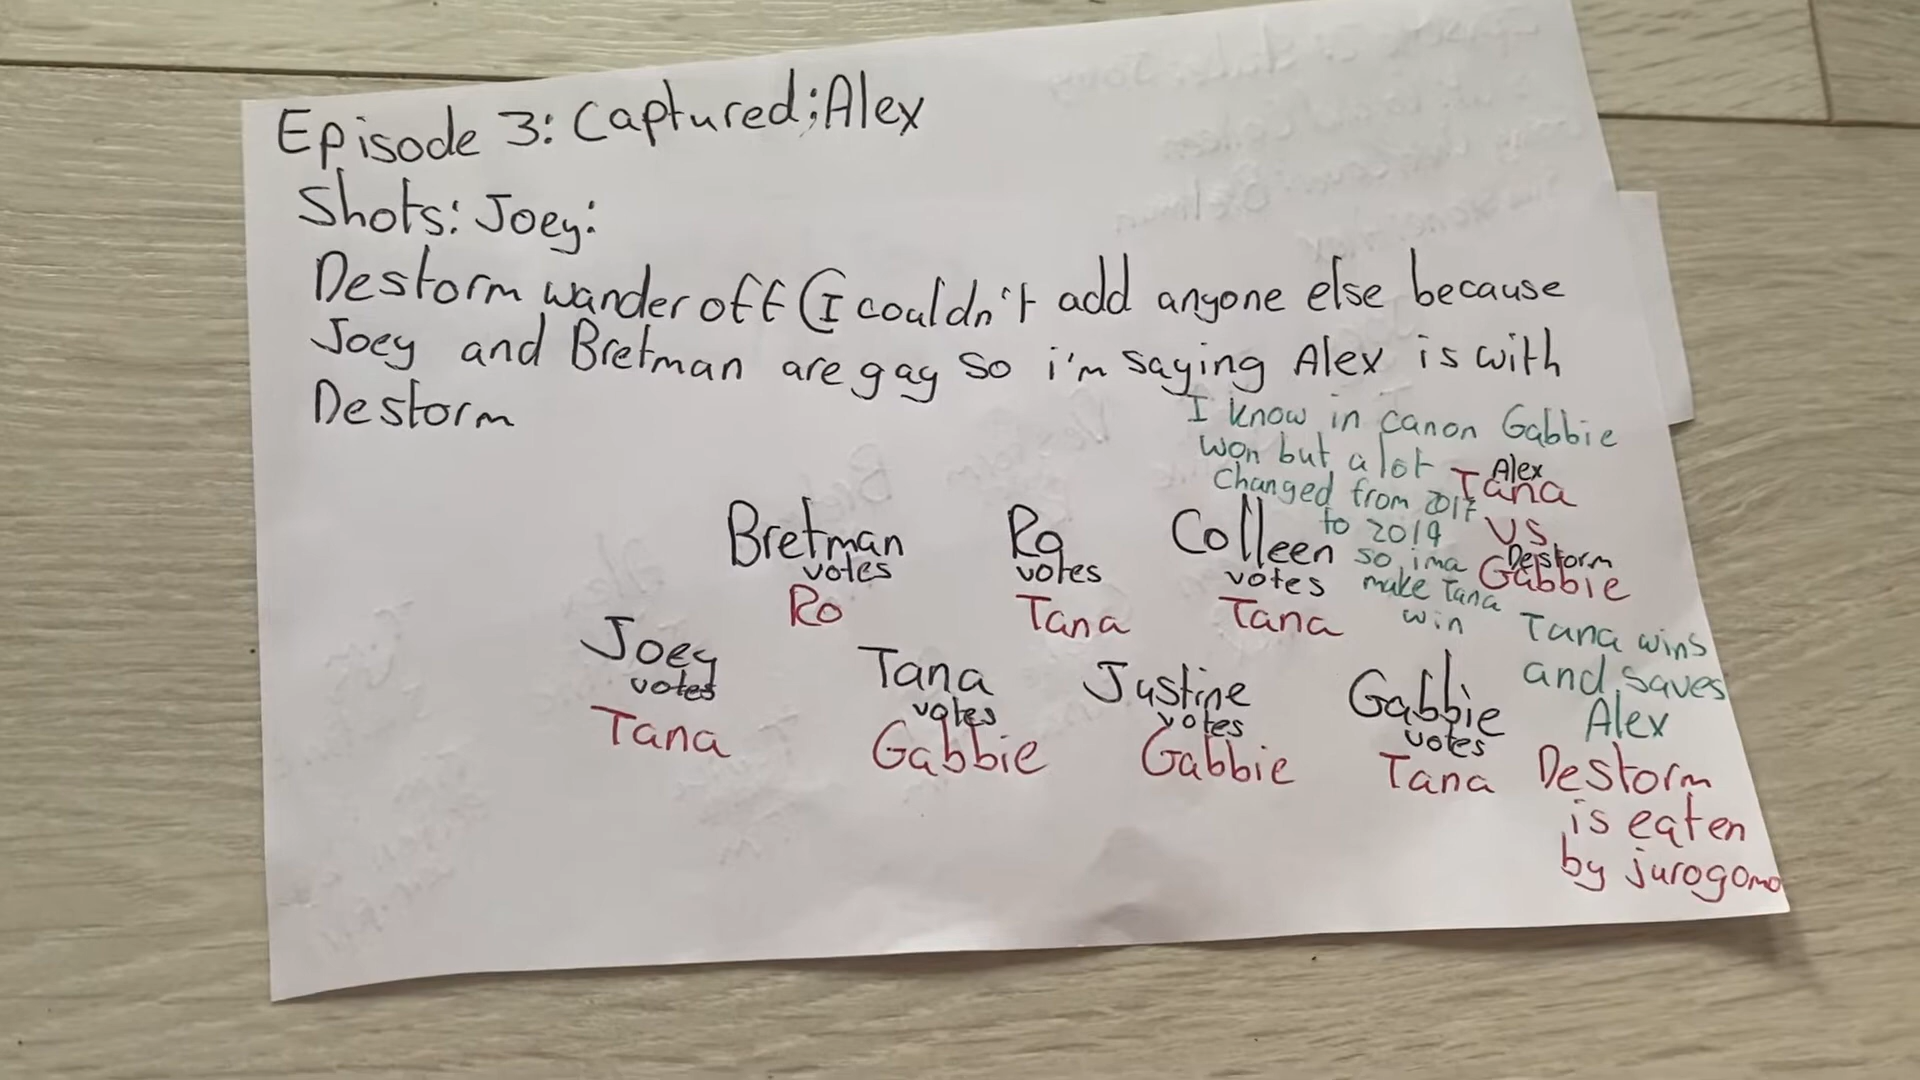 Episode 3: Captured; Alex
Shots: Joey:
Destorm wander off (I couldn't add anyone else because
Joey and Bretman are gay so i'm saying Alex is with
Destorm
I know in canon Gabbie
won but a lot
changed from 2017
to 2019
so ima
make Tana
win
Alex
Tana
VS
Destorm
Gabbie
Tana wins
and saves
Alex
Destorm
is eaten
by jurogomo
Bretman
votes
Ro
Ro
votes
Tana
Colleen
votes
Tana
Joey
votes
Tana
Tana
votes
Gabbie
Justine
votes
Gabbie
Gabbie
votes
Tana